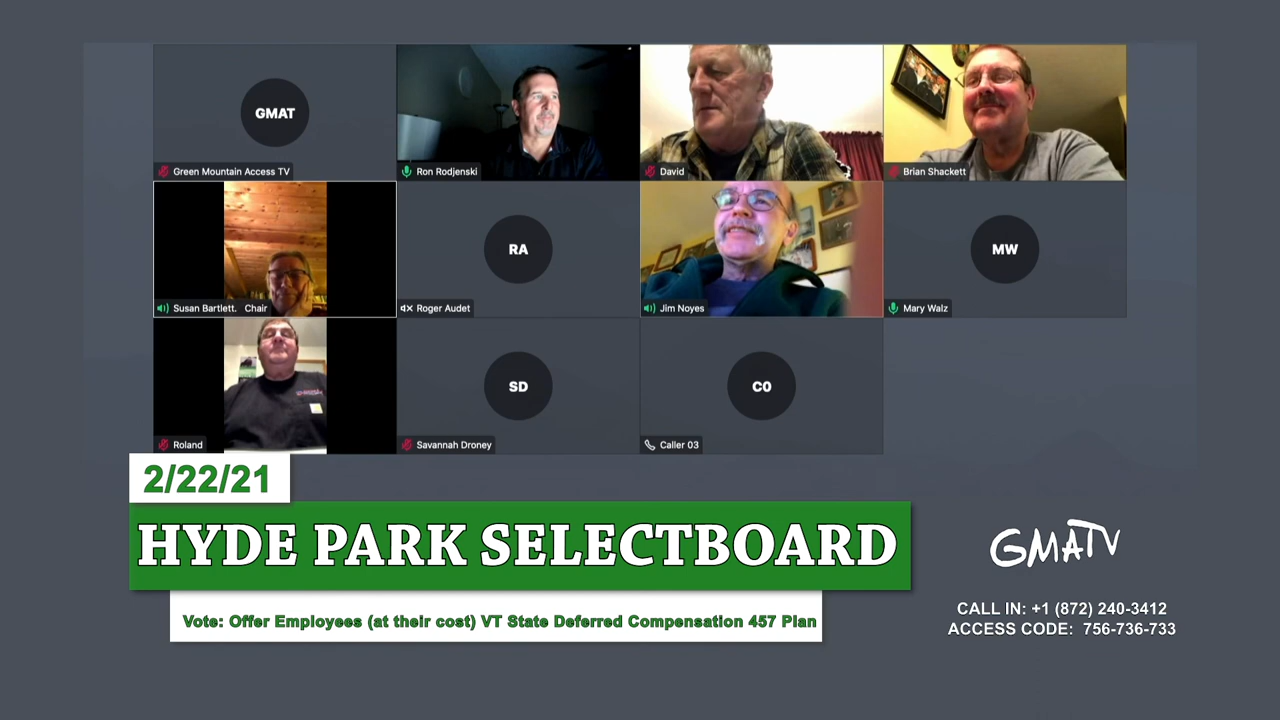 GMAT
Green Mountain Access TV
Ron Rodjenski
David
Brian Shackett
Susan Bartlett. Chair
RA
Roger Audet
Jim Noyes
MW
Mary Walz
Roland
SD
Savannah Droney
C0
Caller 03
2/22/21
HYDE PARK SELECTBOARD
Vote: Offer Employees (at their cost) VT State Deferred Compensation 457 Plan
GMATV
CALL IN: +1 (872) 240-3412
ACCESS CODE: 756-736-733